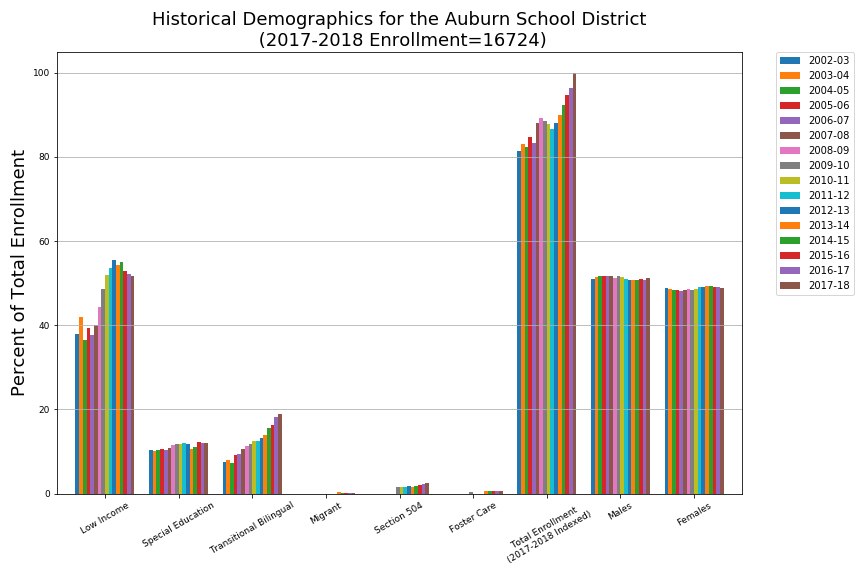 Historical Demographics for the Auburn School District
(2017-2018 Enrollment=16724)
Percent of Total Enrollment
100
80
60
40
20
0
Low Income
Special Education
Transitional Bilingual
Migrant
Section 504
Foster Care
Total Enrollment
(2017-2018 Indexed)
Males
Females
2002-03
2003-04
2004-05
2005-06
2006-07
2007-08
2008-09
2009-10
2010-11
2011-12
2012-13
2013-14
2014-15
2015-16
2016-17
2017-18